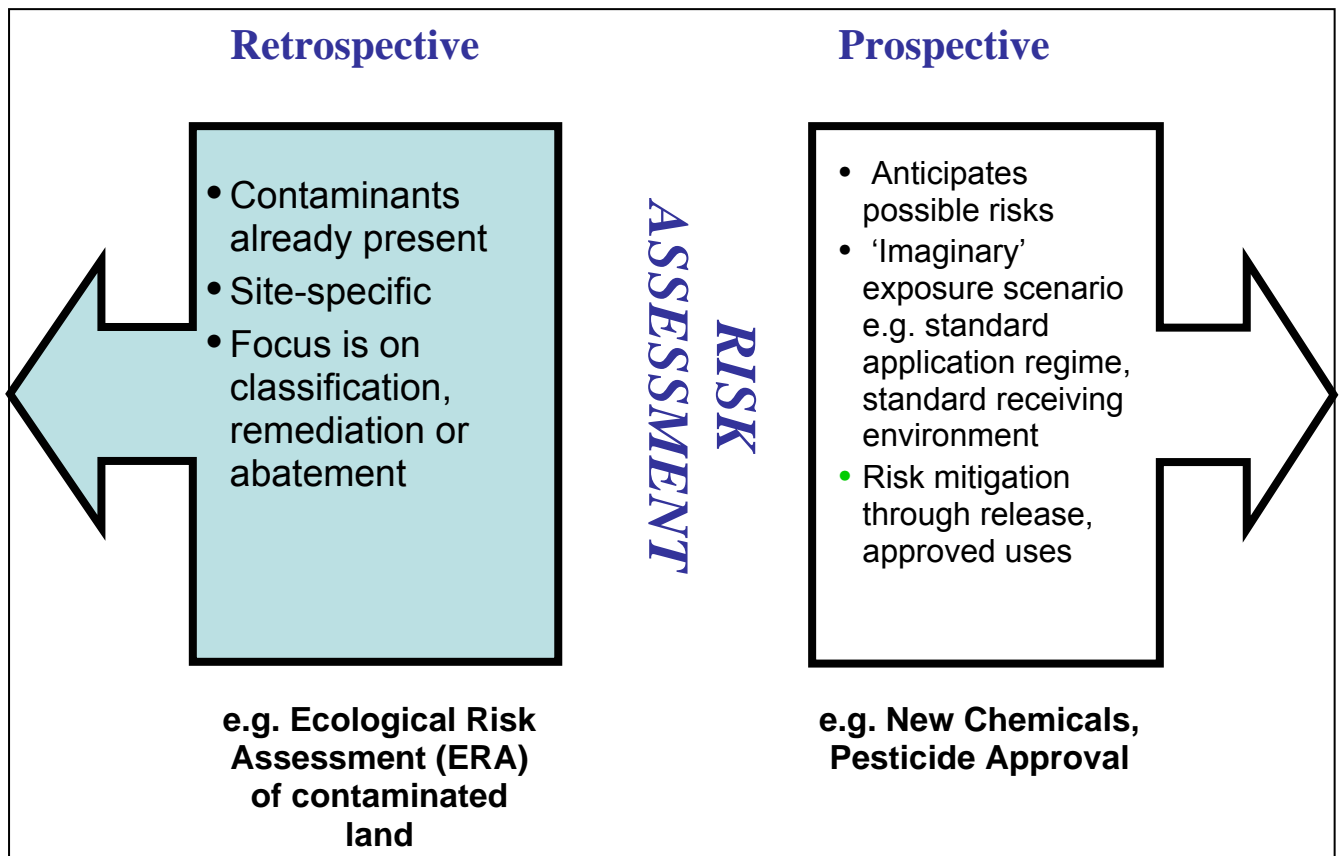 Retrospective
Prospective
• Contaminants
already present
• Site-specific
• Focus is on
classification,
remediation or
abatement
RISK
ASSESSMENT
• Anticipates
possible risks
• ‘Imaginary’
exposure scenario
e.g. standard
application regime,
standard receiving
environment
• Risk mitigation
through release,
approved uses
e.g. Ecological Risk
Assessment (ERA)
of contaminated
land
e.g. New Chemicals,
Pesticide Approval